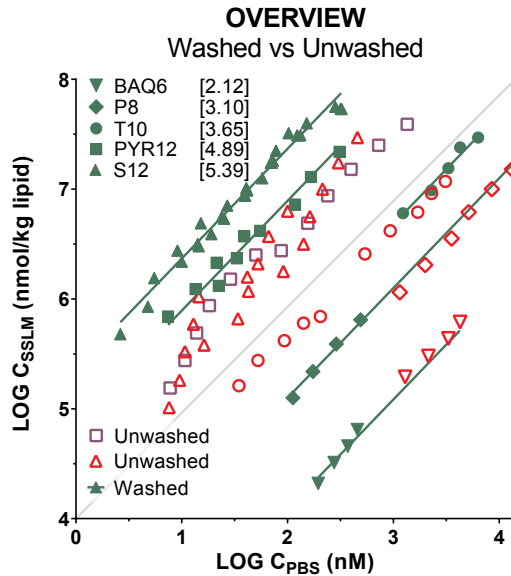 OVERVIEW
Washed vs Unwashed
8
BAQ6 [2.12]
P8 [3.10]
T10 [3.65]
PYR12 [4.89]
S12 [5.39]
7
6
5
4
LOG C_SSLM (nmol/kg lipid)
Unwashed
Unwashed
Washed
0 1 2 3 4
LOG C_PBS (nM)